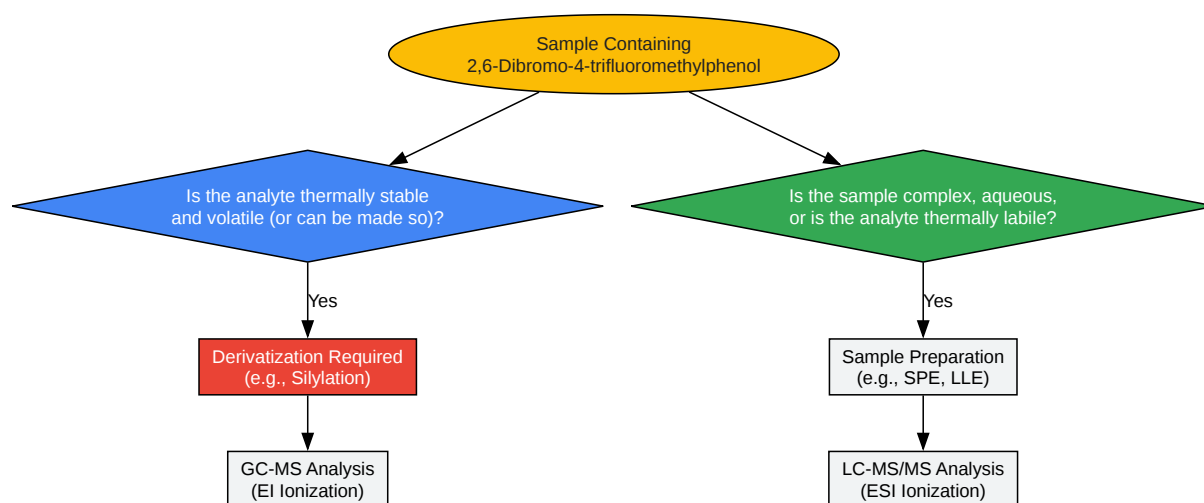 Sample Containing
2,6-Dibromo-4-trifluoromethylphenol
Is the analyte thermally stable
and volatile (or can be made so)?
Is the sample complex, aqueous,
or is the analyte thermally labile?
Yes
Yes
Derivatization Required
(e.g., Silylation)
Sample Preparation
(e.g., SPE, LLE)
GC-MS Analysis
(EI Ionization)
LC-MS/MS Analysis
(ESI Ionization)